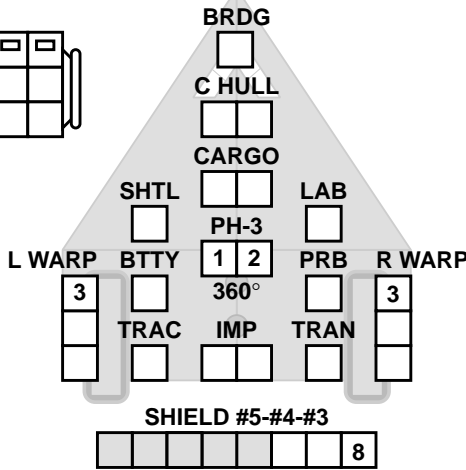 BRDG
C HULL
CARGO
SHTL LAB
PH-3
1 2
L WARP BTTY PRB R WARP
3 360° 3
TRAC IMP TRAN
SHIELD #5-#4-#3
8